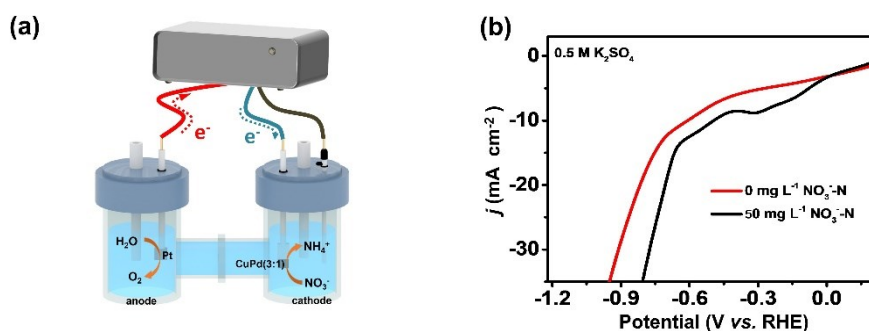 (a)
e-
e-
H2O
Pt
O2
anode
NH4+
CuPd(3:1)
NO3-
cathode
(b)
0.5 M K2SO4
0
-10
-20
-30
j (mA cm-2)
0 mg L-1 NO3--N
50 mg L-1 NO3--N
-1.2 -0.9 -0.6 -0.3 0.0
Potential (V vs. RHE)